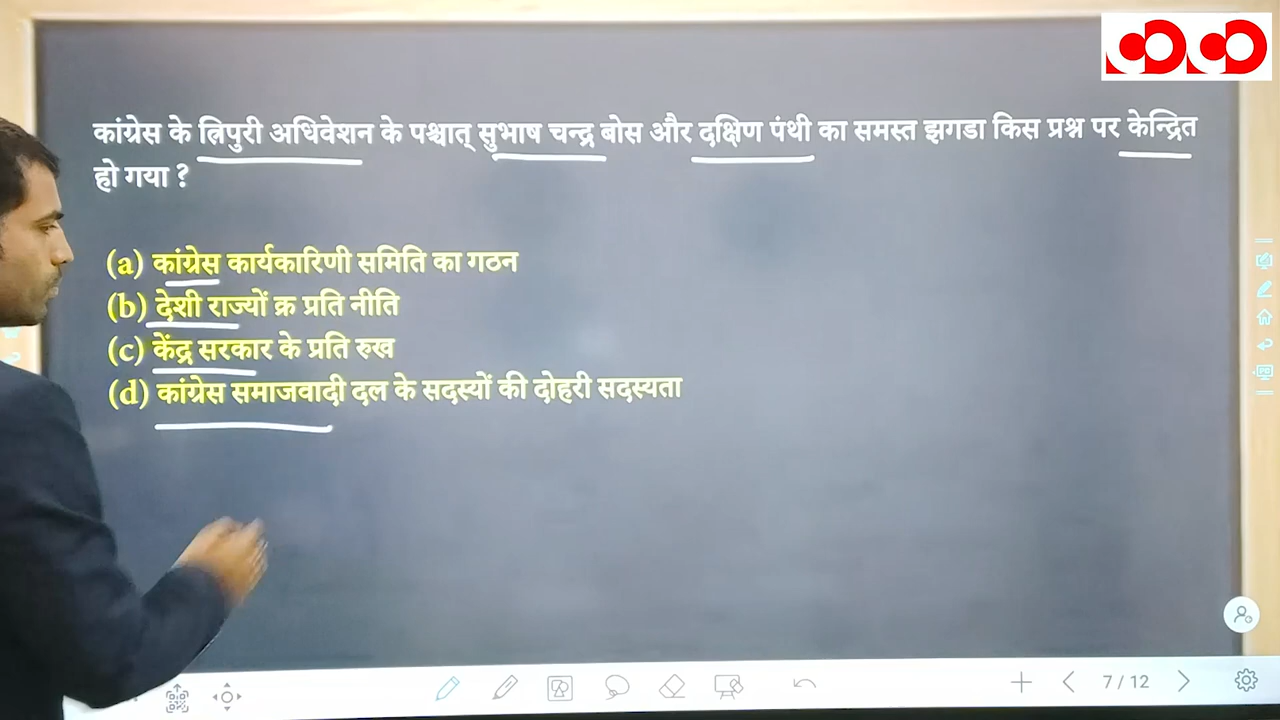 कांग्रेस के त्रिपुरी अधिवेशन के पश्चात् सुभाष चन्द्र बोस और दक्षिण पंथी का समस्त झगडा किस प्रश्न पर केन्द्रित
हो गया ?
(a) कांग्रेस कार्यकारिणी समिति का गठन
(b) देशी राज्यों क्र प्रति नीति
(c) केंद्र सरकार के प्रति रुख
(d) कांग्रेस समाजवादी दल के सदस्यों की दोहरी सदस्यता
7 / 12